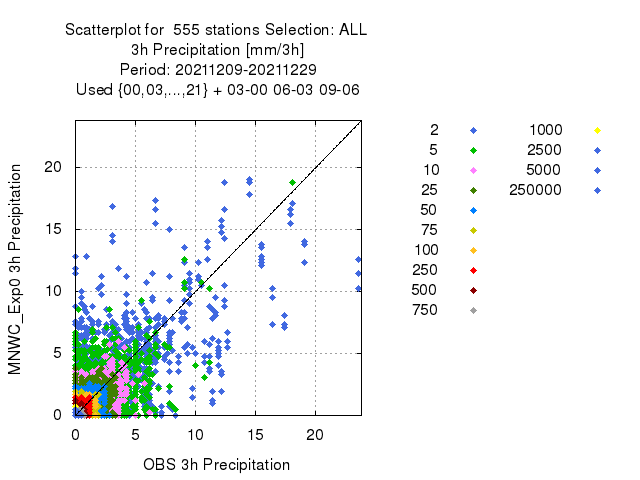 Scatterplot for  555 stations Selection: ALL
3h Precipitation [mm/3h]
Period: 20211209-20211229
Used {00,03,...,21} + 03-00 06-03 09-06
MNWC_Exp0 3h Precipitation
20
15
10
5
0
0 5 10 15 20
OBS 3h Precipitation
2 1000
5 2500
10 5000
25 250000
50
75
100
250
500
750